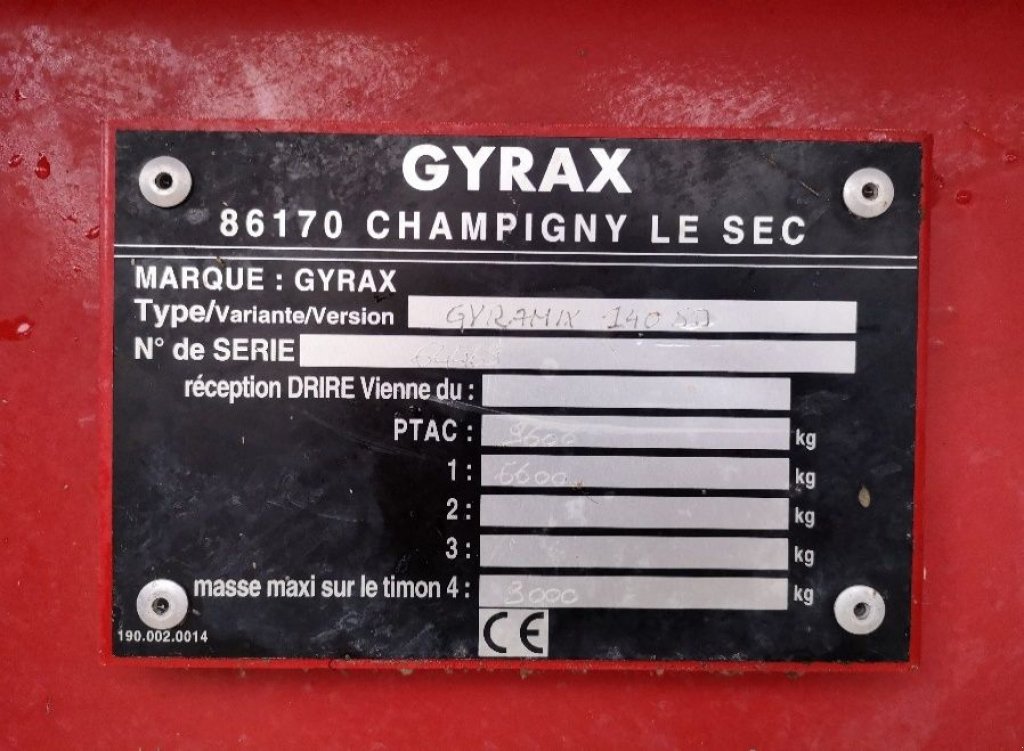 GYRAX
86170 CHAMPIGNY LE SEC
MARQUE : GYRAX
Type/Variante/Version GYRAMIX 140
N° de SERIE
réception DRIRE Vienne du :
PTAC : 9600 kg
1 : 6600 kg
2 : kg
3 : kg
masse maxi sur le timon 4 : 3000 kg
190.002.0014
CE